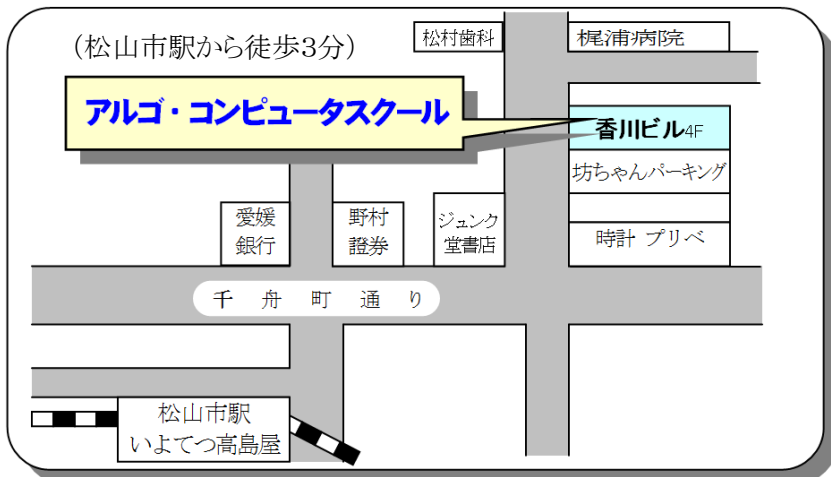 （松山市駅から徒歩3分）
松村歯科
梶浦病院
アルゴ・コンピュータスクール
香川ビル4F
坊ちゃんパーキング
愛媛
銀行
野村
證券
ジュンク
堂書店
時計 プリベ
千舟町通り
松山市駅
いよてつ高島屋